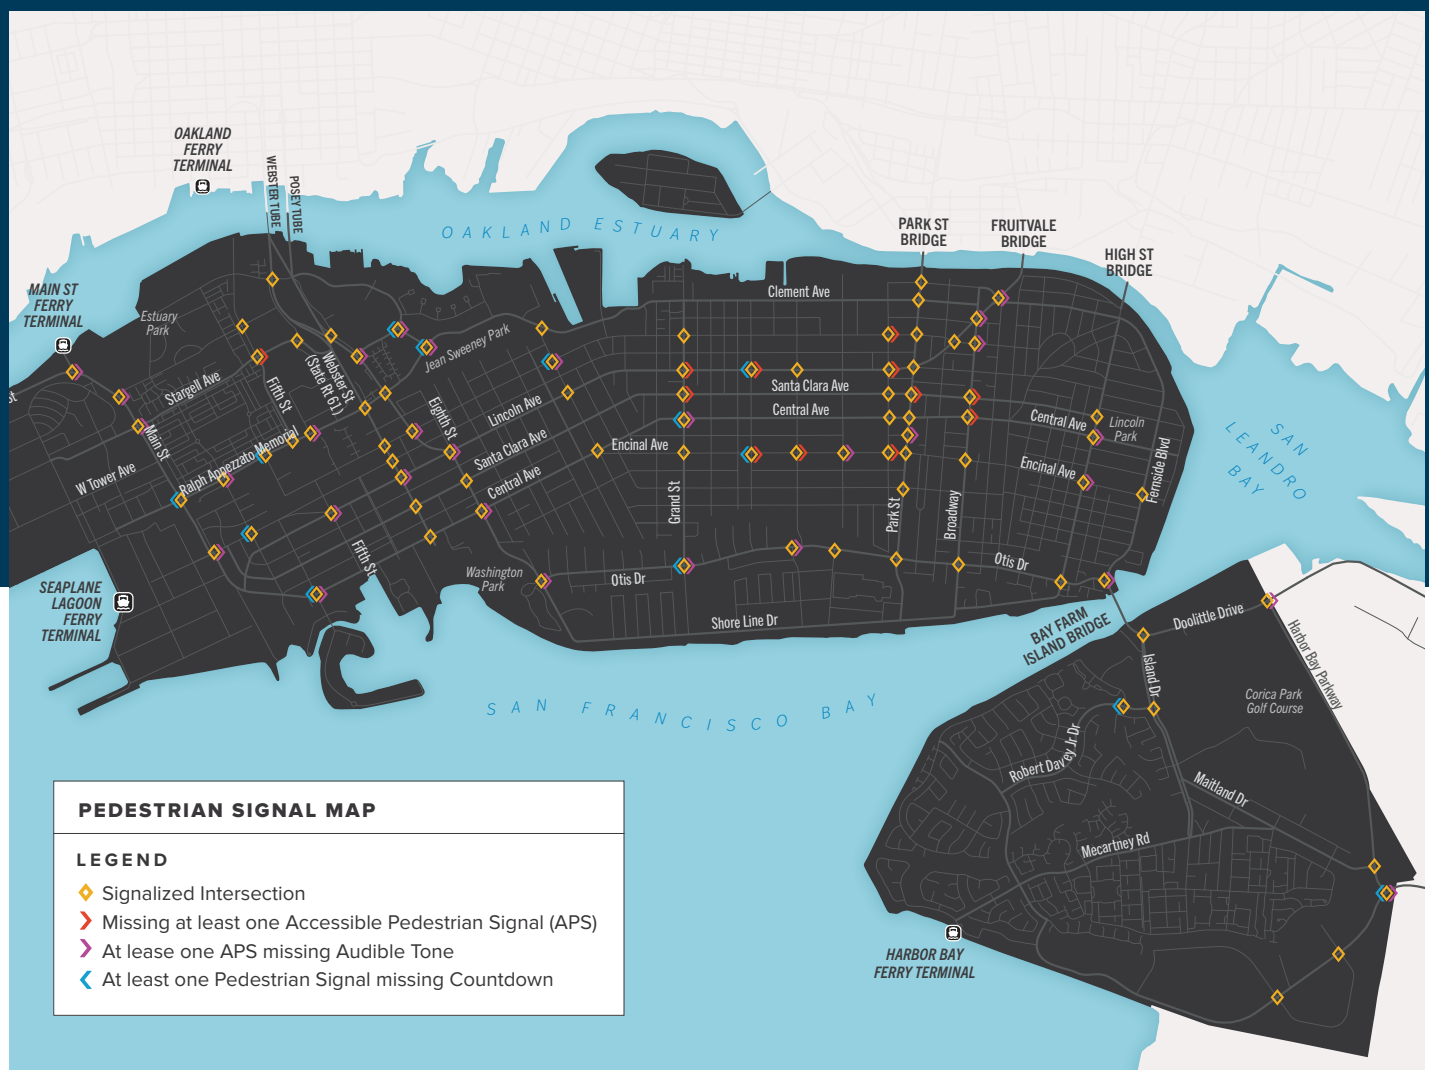 OAKLAND
FERRY
TERMINAL
WEBSTER TUBE
POSEY TUBE
OAKLAND ESTUARY
PARK ST
BRIDGE
FRUITVALE
BRIDGE
HIGH ST
BRIDGE
MAIN ST
FERRY
TERMINAL
Estuary
Park
Clement Ave
Jean Sweeney Park
Stargell Ave
Fifth St
Webster St
(State Rt 61)
Eighth St
Lincoln Ave
Santa Clara Ave
Central Ave
Santa Clara Ave
Central Ave
Encinal Ave
Central Ave
Lincoln
Park
Encinal Ave
Fernside Blvd
SAN
LEANDRO
BAY
st
Main St
W Tower Ave
Ralph Appezzato Memorial
Grand St
Park St
Broadway
Fifth St
Washington
Park
Otis Dr
Otis Dr
Shore Line Dr
SEAPLANE
LAGOON
FERRY
TERMINAL
BAY FARM
ISLAND BRIDGE
Doolittle Drive
Harbor Bay Parkway
Island Dr
Corica Park
Golf Course
SAN FRANCISCO BAY
Robert Davey Jr Dr
Maitland Dr
Mecartney Rd
HARBOR BAY
FERRY TERMINAL
PEDESTRIAN SIGNAL MAP
LEGEND
Signalized Intersection
Missing at least one Accessible Pedestrian Signal (APS)
At lease one APS missing Audible Tone
At least one Pedestrian Signal missing Countdown